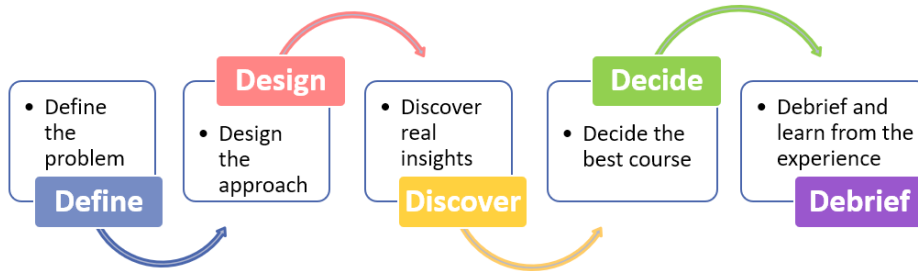 • Define
the
problem
Define
Design
• Design
the
approach
• Discover
real
insights
Discover
Decide
• Decide the
best course
• Debrief and
learn from the
experience
Debrief